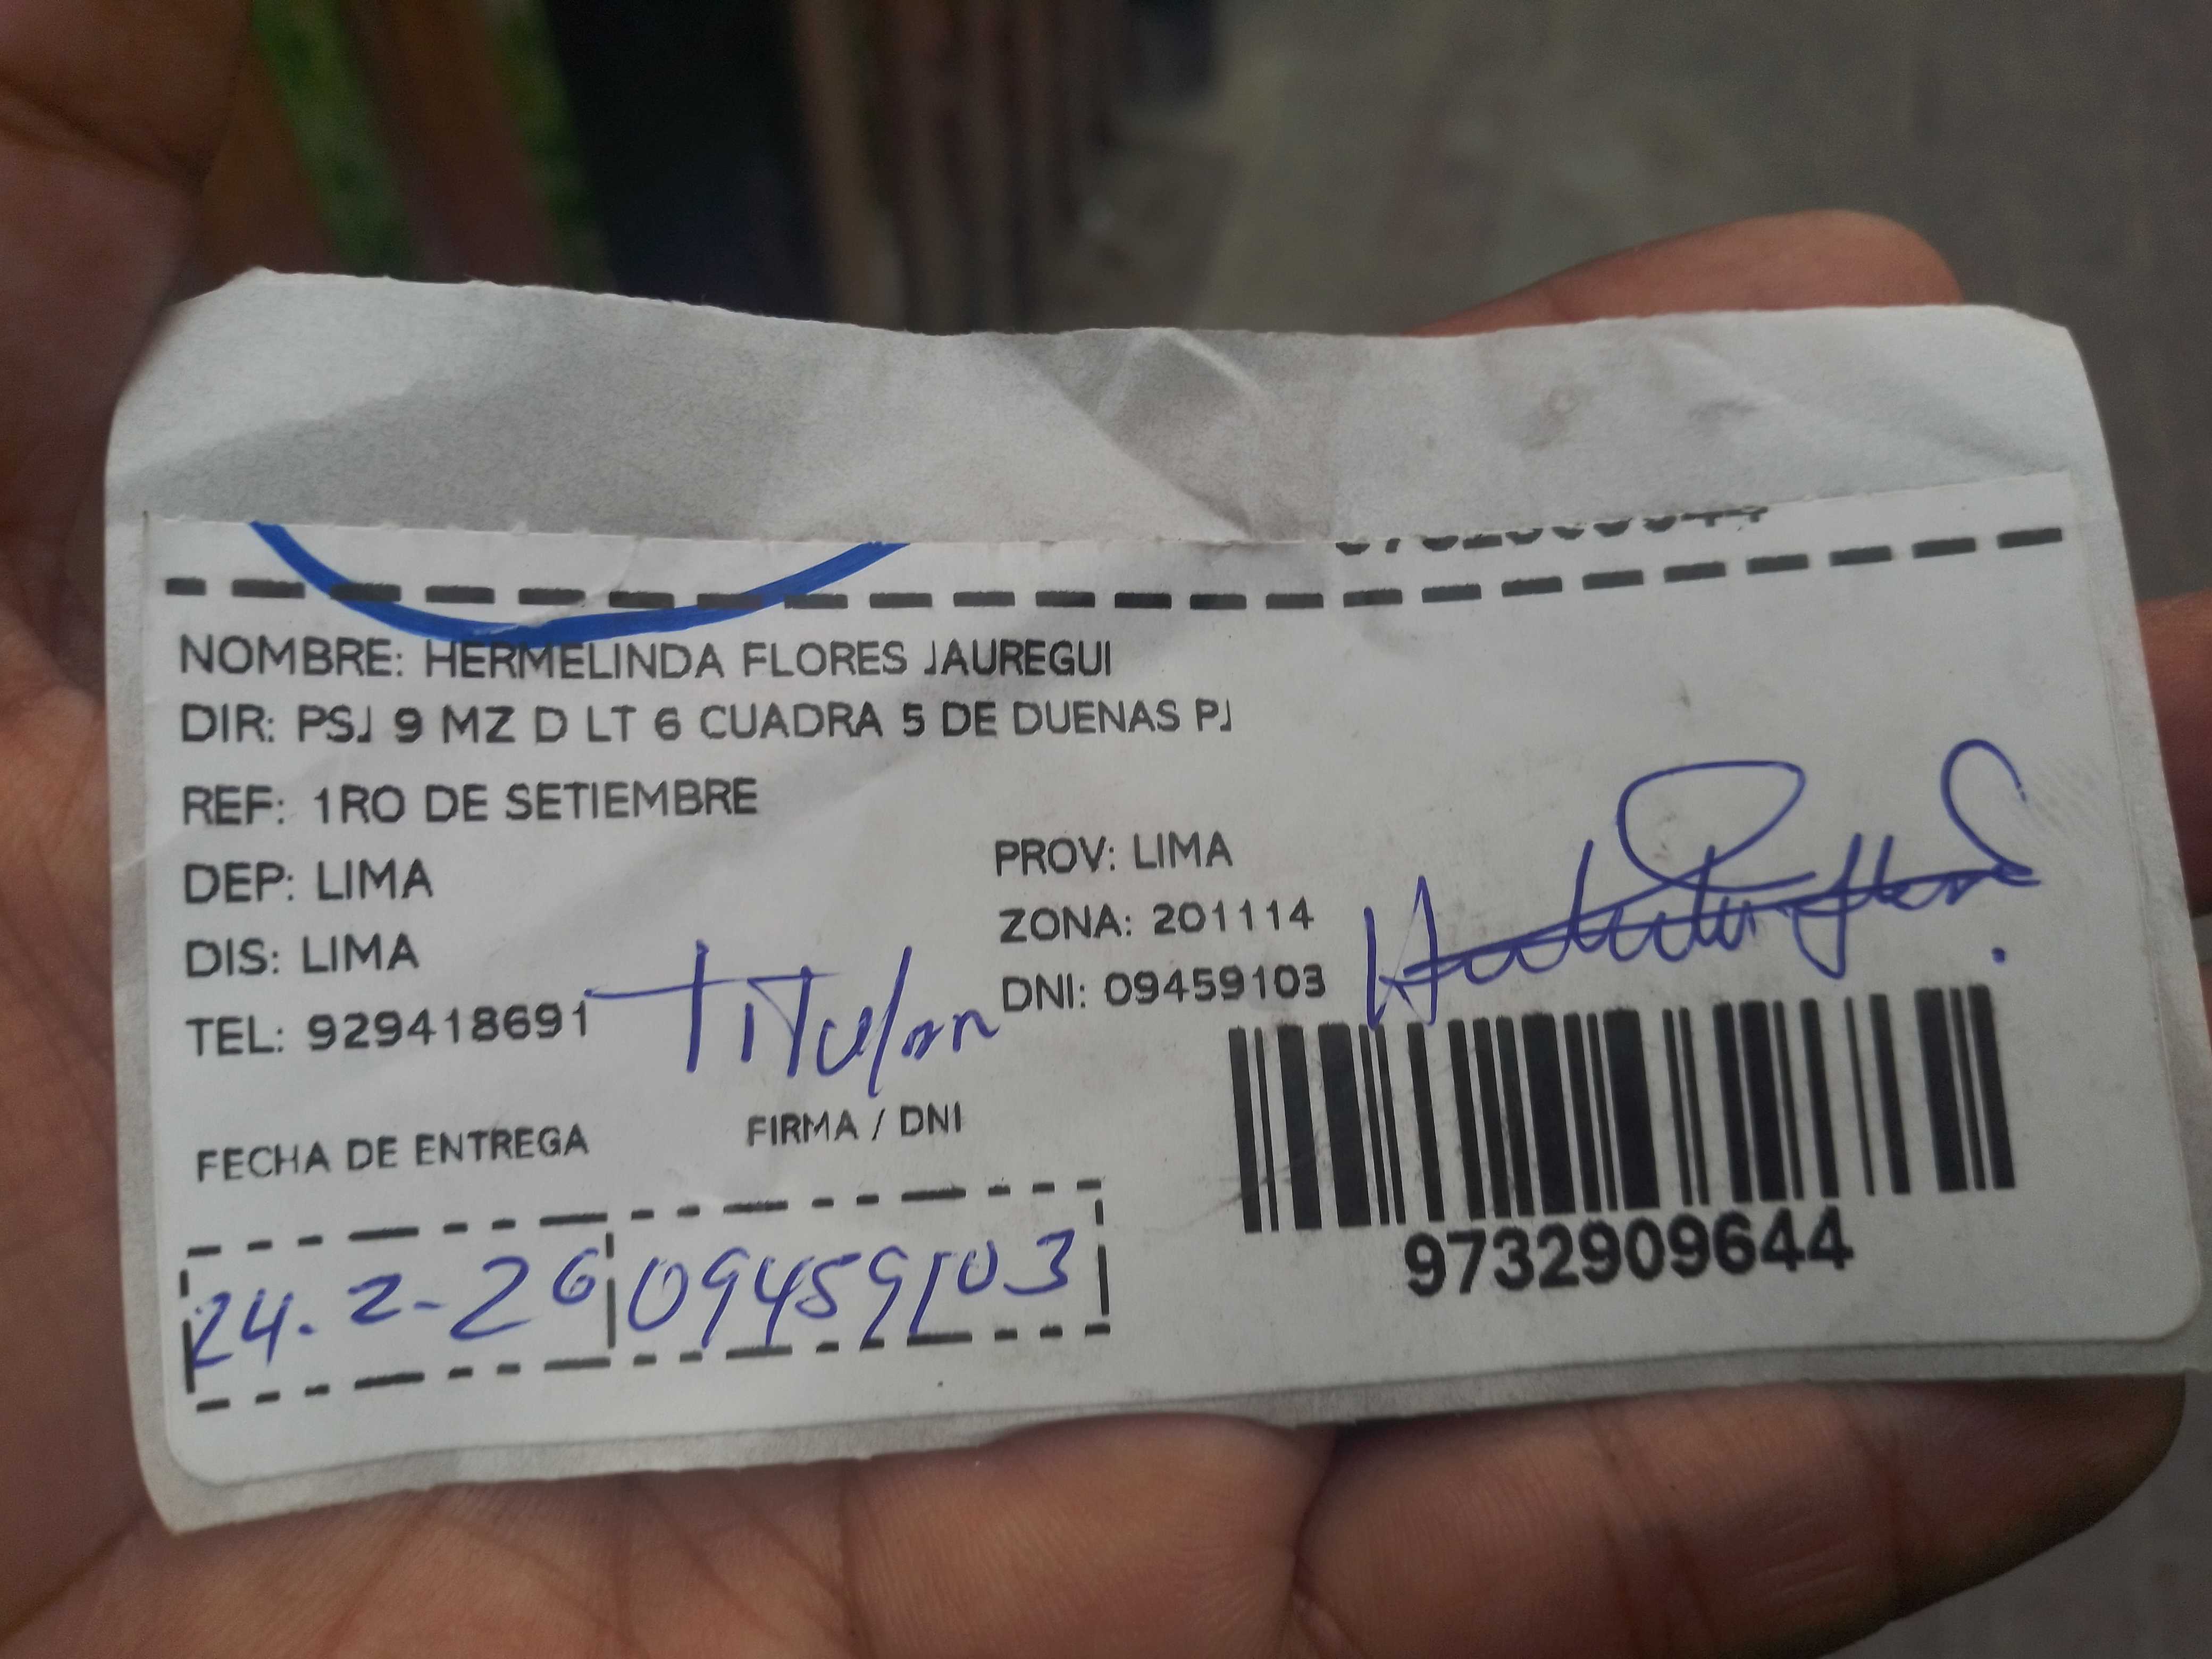 NOMBRE: HERMELINDA FLORES JAUREGUI
DIR: PSJ 9 MZ D LT 6 CUADRA 5 DE DUENAS PJ
REF: 1RO DE SETIEMBRE
DEP: LIMA
PROV: LIMA
DIS: LIMA
ZONA: 201114
TEL: 929418691
Titular
DNI: 09459103
FECHA DE ENTREGA
FIRMA / DNI
24.2-26
09459103
9732909644